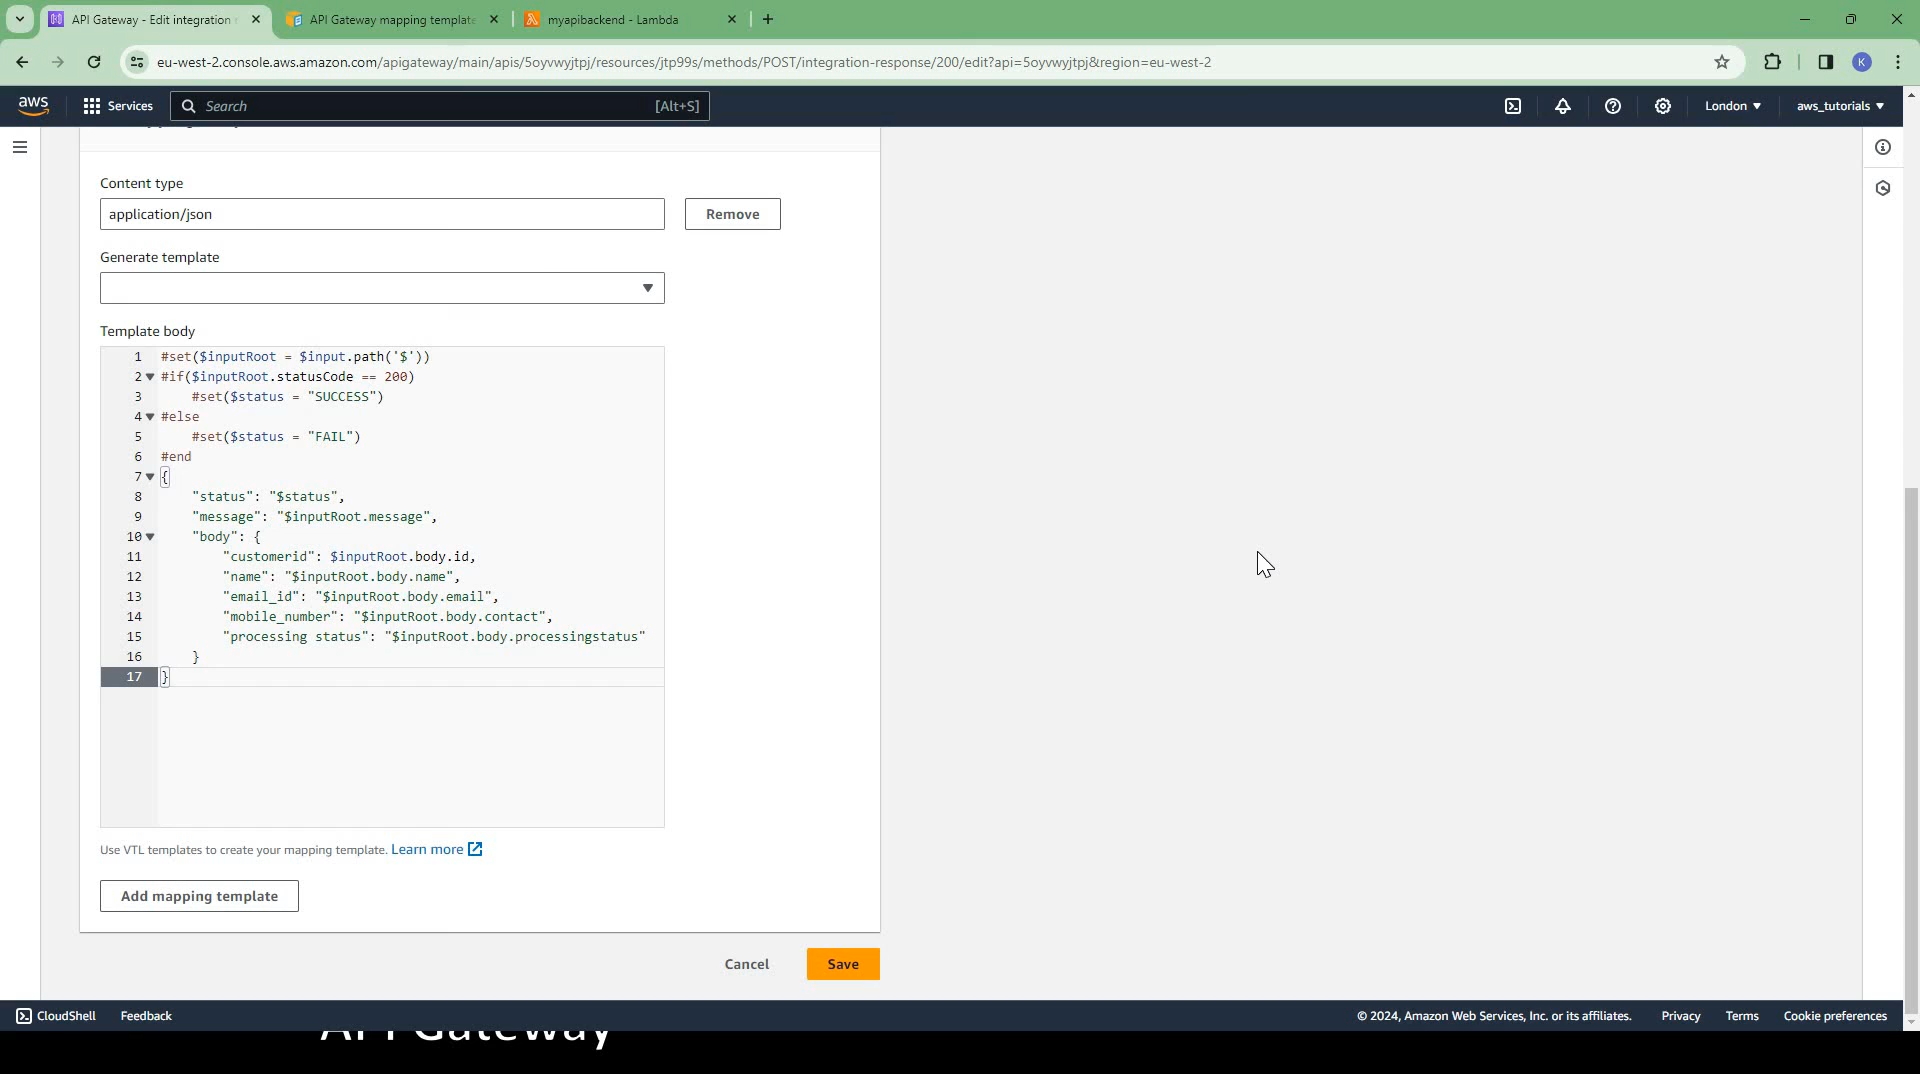 API Gateway - Edit integration r
API Gateway mapping template
myapibackend - Lambda
eu-west-2.console.aws.amazon.com/apigateway/main/apis/5oyvwyjtpj/resources/jtp99s/methods/POST/integration-response/200/edit?api=5oyvwyjtpj&region=eu-west-2
K
aws
Services
Search
[Alt+S]
London
aws_tutorials
Content type
application/json
Remove
Generate template
Template body
1 #set($inputRoot = $input.path('$'))
2 #if($inputRoot.statusCode == 200)
3 #set($status = "SUCCESS")
4 #else
5 #set($status = "FAIL")
6 #end
7 {
8 "status": "$status",
9 "message": "$inputRoot.message",
10 "body": {
11 "customerid": $inputRoot.body.id,
12 "name": "$inputRoot.body.name",
13 "email_id": "$inputRoot.body.email",
14 "mobile_number": "$inputRoot.body.contact",
15 "processing status": "$inputRoot.body.processingstatus"
16 }
17 }
Use VTL templates to create your mapping template. Learn more
Add mapping template
Cancel
Save
CloudShell
Feedback
© 2024, Amazon Web Services, Inc. or its affiliates.
Privacy
Terms
Cookie preferences
API Gateway